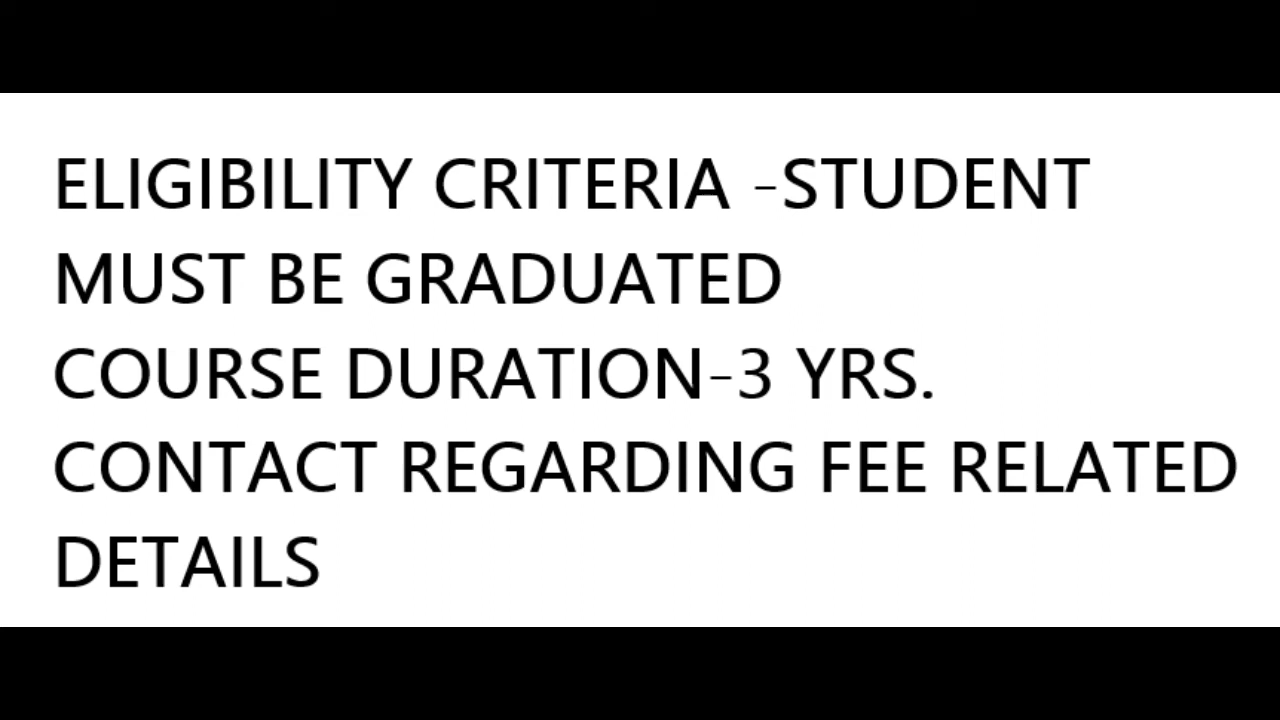 ELIGIBILITY CRITERIA -STUDENT
MUST BE GRADUATED
COURSE DURATION-3 YRS.
CONTACT REGARDING FEE RELATED
DETAILS